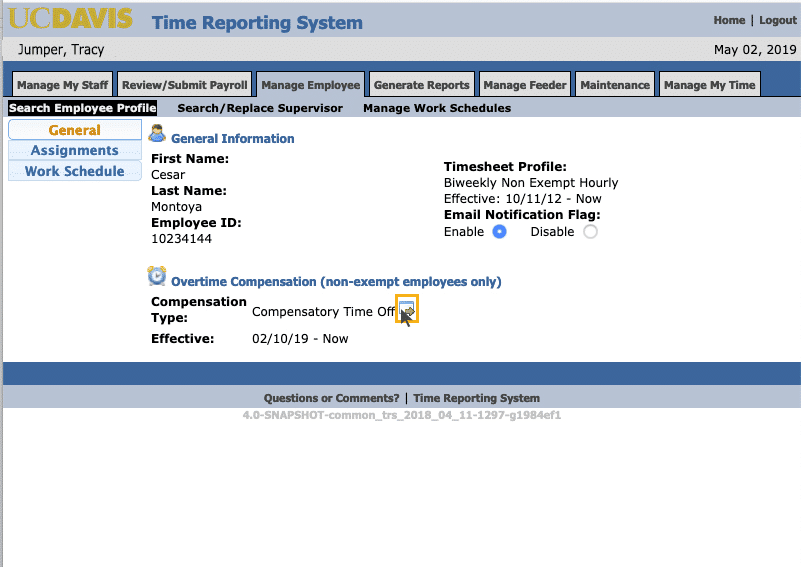 UCDAVIS Time Reporting System
Home | Logout
Jumper, Tracy
May 02, 2019
Manage My Staff Review/Submit Payroll Manage Employee Generate Reports Manage Feeder Maintenance Manage My Time
Search Employee Profile Search/Replace Supervisor Manage Work Schedules
General
Assignments
Work Schedule
General Information
First Name:
Cesar
Last Name:
Montoya
Employee ID:
10234144
Timesheet Profile:
Biweekly Non Exempt Hourly
Effective: 10/11/12 - Now
Email Notification Flag:
Enable Disable
Overtime Compensation (non-exempt employees only)
Compensation Type: Compensatory Time Off
Effective: 02/10/19 - Now
Questions or Comments? | Time Reporting System
4.0-SNAPSHOT-common_trs_2018_04_11-1297-g1984ef1